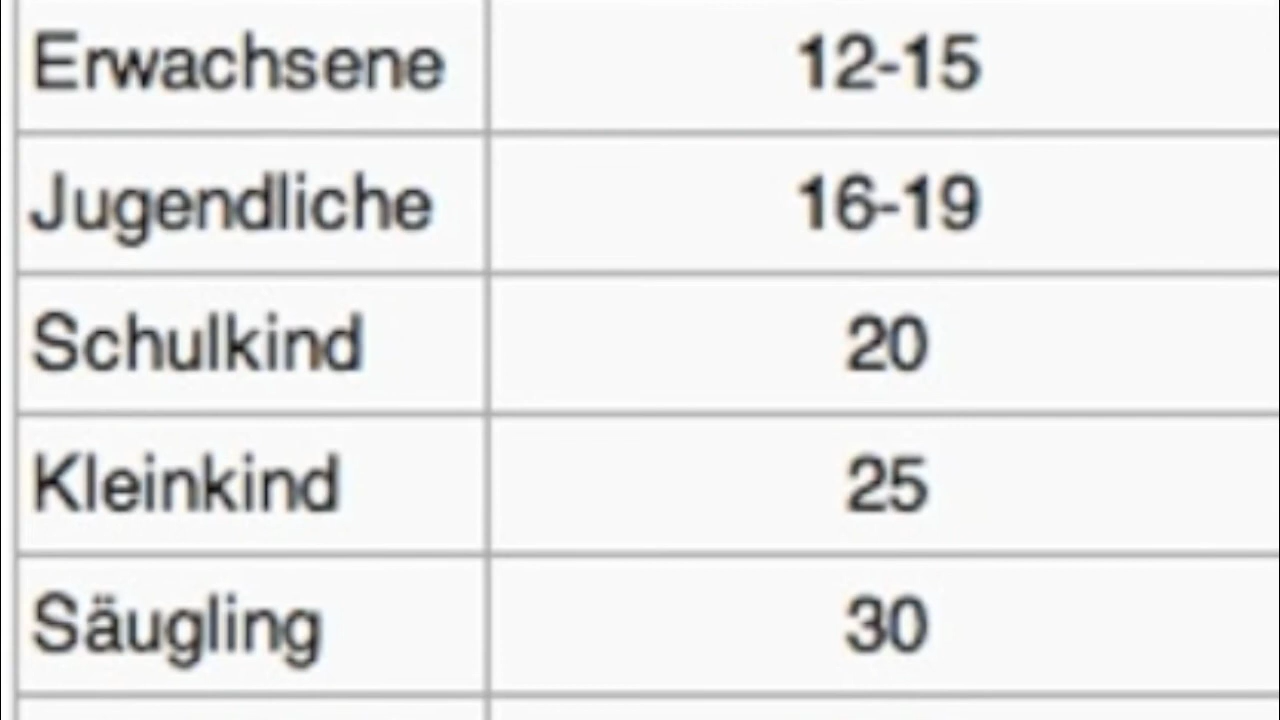 Erwachsene 12-15
Jugendliche 16-19
Schulkind 20
Kleinkind 25
Säugling 30